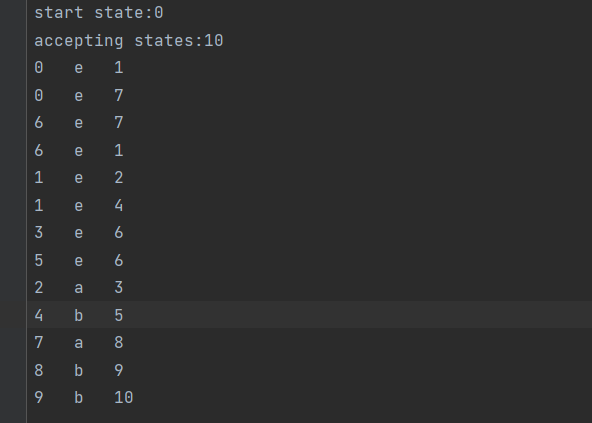 start state:0
accepting states:10
0 e 1
0 e 7
6 e 7
6 e 1
1 e 2
1 e 4
3 e 6
5 e 6
2 a 3
4 b 5
7 a 8
8 b 9
9 b 10